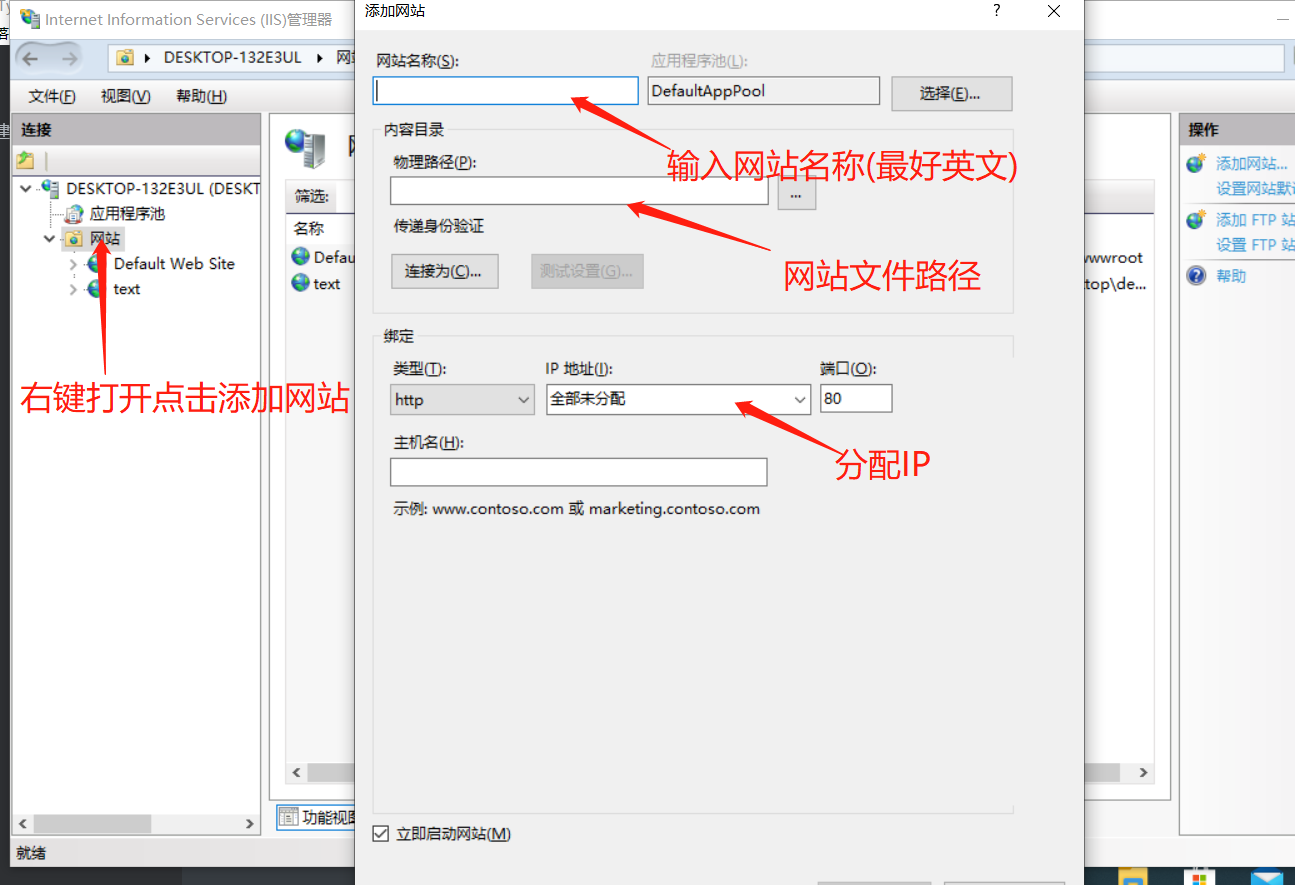 Internet Information Services (IIS)管理器
添加网站
?
DESKTOP-132E3UL
网
文件(F)
视图(V)
帮助(H)
连接
DESKTOP-132E3UL (DESKT
应用程序池
网站
Default Web Site
text
右键打开点击添加网站
就绪
筛选:
名称
Defau
text
功能视
网站名称(S):
应用程序池(L):
DefaultAppPool
选择(E)...
输入网站名称(最好英文)
内容目录
物理路径(P):
...
网站文件路径
传递身份验证
连接为(C)...
测试设置(G)...
绑定
类型(T):
IP 地址(I):
端口(O):
http
全部未分配
80
分配IP
主机名(H):
示例: www.contoso.com 或 marketing.contoso.com
立即启动网站(M)
wwwroot
top\de...
操作
添加网站...
设置网站默
添加 FTP 站
设置 FTP 站
帮助